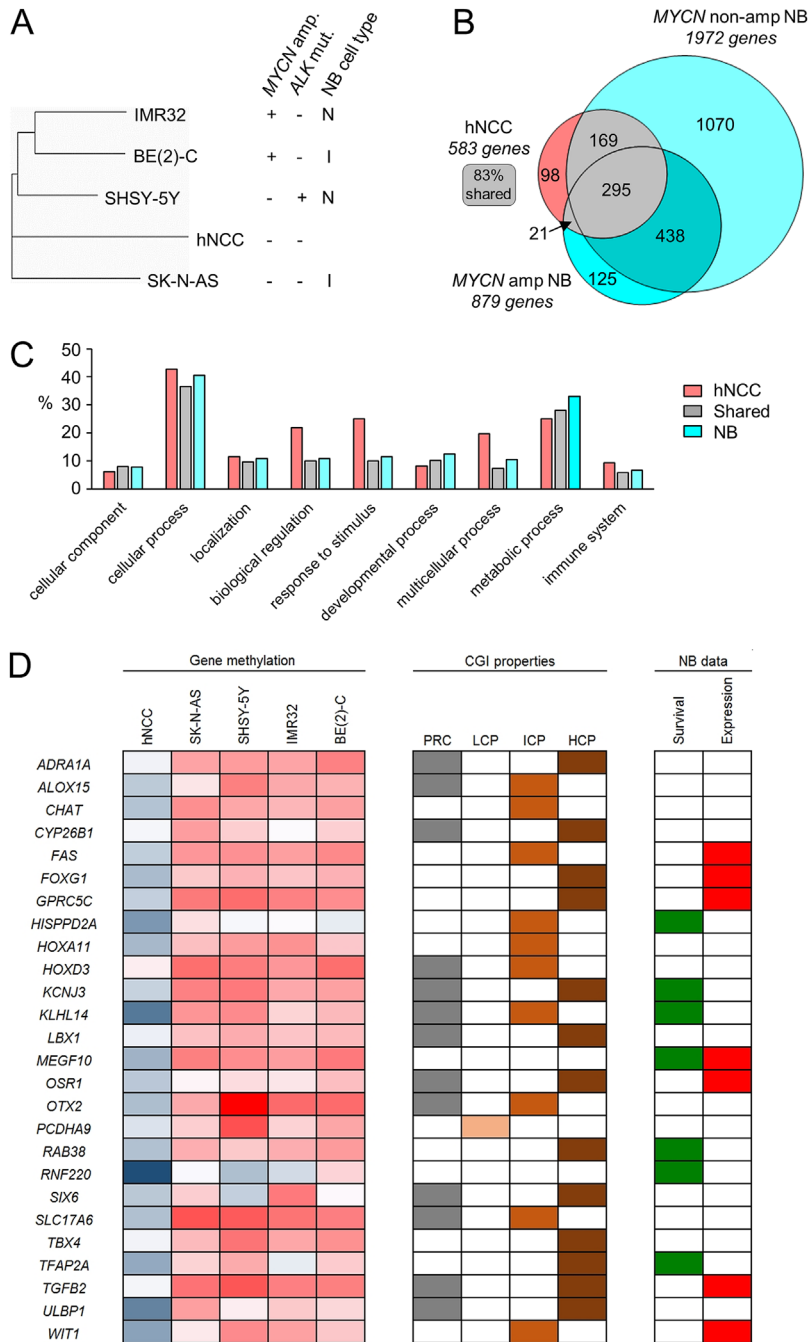 A
MYCN amp.
ALK mut.
NB cell type
IMR32 + - N
BE(2)-C + - I
SHSY-5Y - + N
hNCC - -
SK-N-AS - - I
B
MYCN non-amp NB
1972 genes
hNCC
583 genes
83%
shared
1070
169
98
295
21
438
125
MYCN amp NB
879 genes
C
50
40
%
30
20
10
0
hNCC
Shared
NB
cellular component
cellular process
localization
biological regulation
response to stimulus
developmental process
multicellular process
metabolic process
immune system
D
Gene methylation
CGI properties
NB data
hNCC
SK-N-AS
SHSY-5Y
IMR32
BE(2)-C
PRC LCP ICP HCP
Survival
Expression
ADRA1A
ALOX15
CHAT
CYP26B1
FAS
FOXG1
GPRC5C
HISPPD2A
HOXA11
HOXD3
KCNJ3
KLHL14
LBX1
MEGF10
OSR1
OTX2
PCDHA9
RAB38
RNF220
SIX6
SLC17A6
TBX4
TFAP2A
TGFB2
ULBP1
WIT1